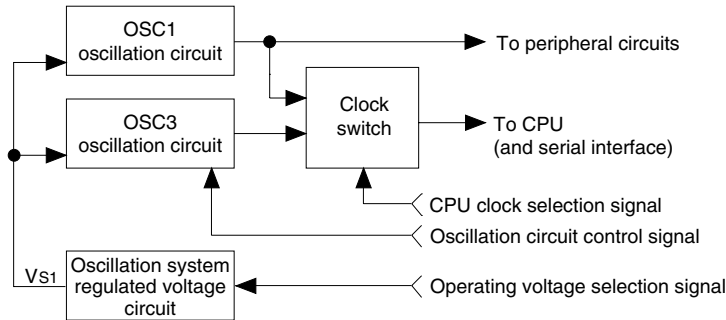 OSC1
oscillation circuit
To peripheral circuits
OSC3
oscillation circuit
Clock
switch
To CPU
(and serial interface)
CPU clock selection signal
Oscillation circuit control signal
VS1
Oscillation system
regulated voltage
circuit
Operating voltage selection signal